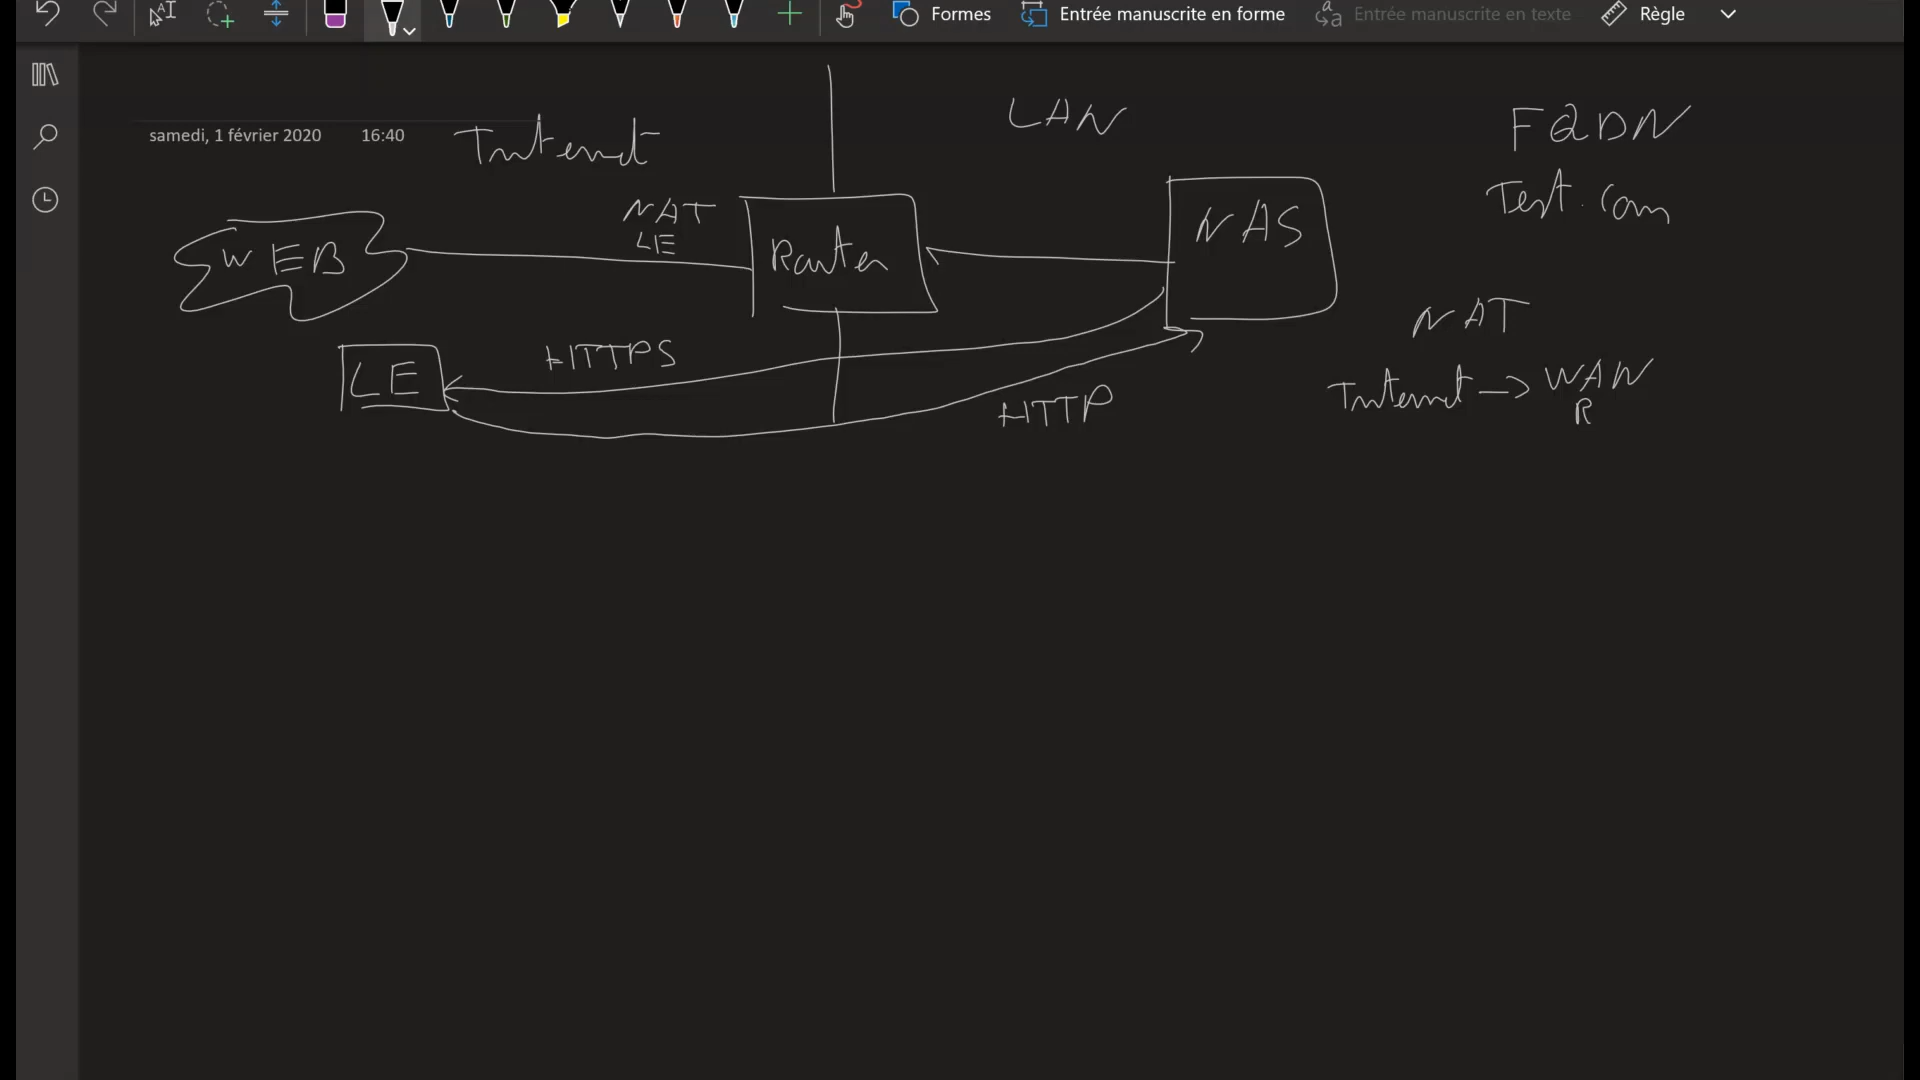 Formes Entrée manuscrite en forme Entrée manuscrite en texte Règle
samedi, 1 février 2020 16:40
Internet
LAN
FQDN
Test.com
NAT
LE
WEB
Router
NAS
NAT
Internet -> WAN
R
HTTPS
LE
HTTP